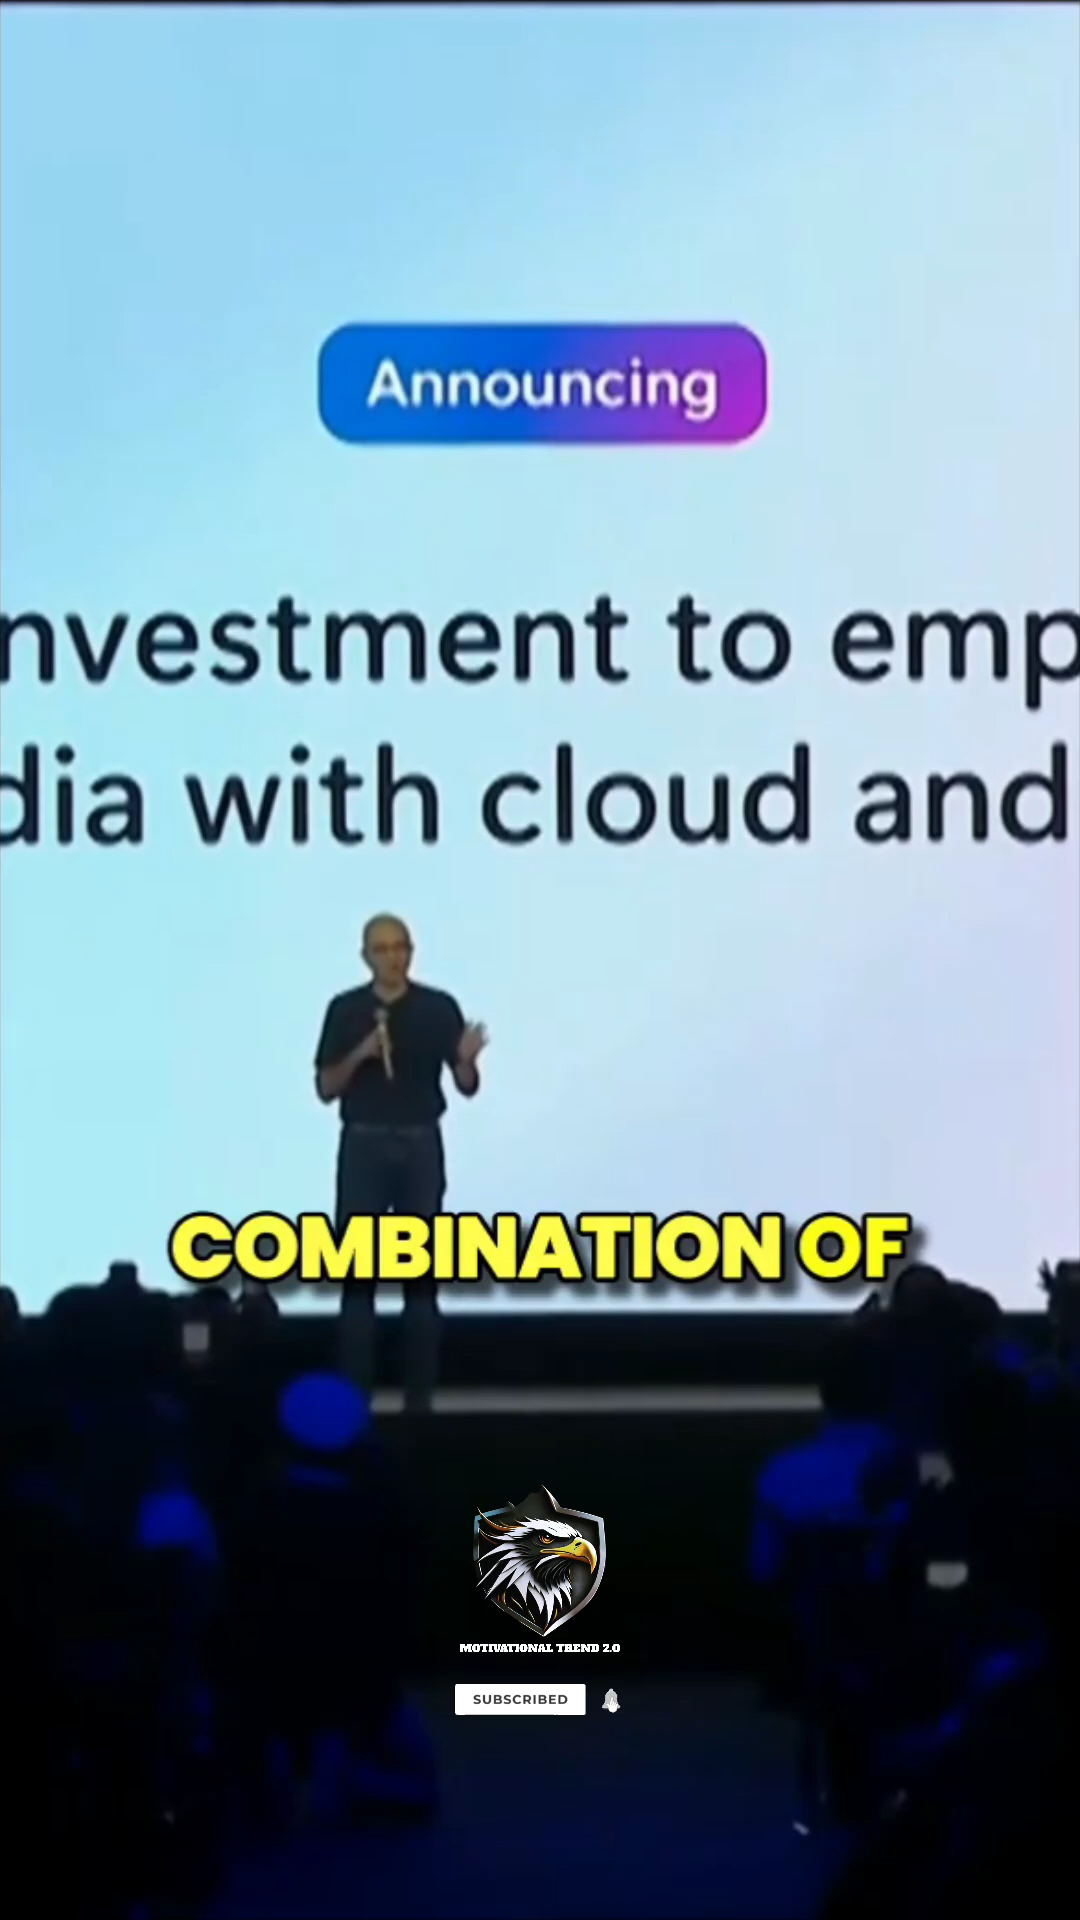 Announcing
nvestment to emp
dia with cloud and
COMBINATION OF
MOTIVATIONAL TREND 2.0
SUBSCRIBED